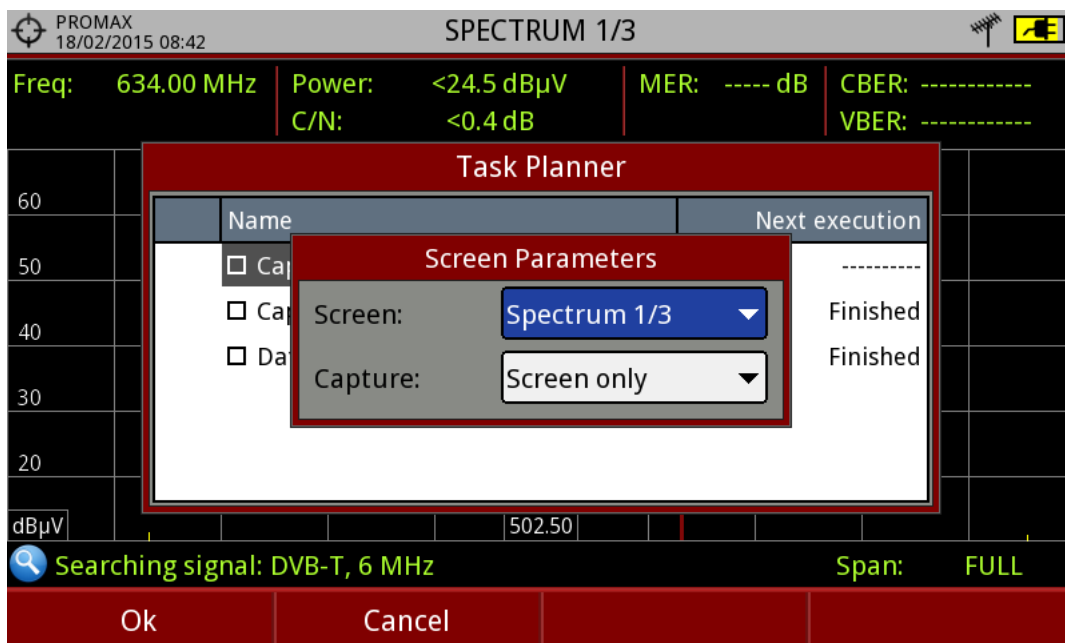 PROMAX
18/02/2015 08:42
SPECTRUM 1/3
Freq: 634.00 MHz
Power: <24.5 dBµV
MER: ----- dB
CBER: ------------
C/N: <0.4 dB
VBER: ------------
Task Planner
Name
Next execution
Screen Parameters
Screen: Spectrum 1/3
Capture: Screen only
----------
Finished
Finished
60
50
40
30
20
dBµV
502.50
Searching signal: DVB-T, 6 MHz
Span: FULL
Ok
Cancel